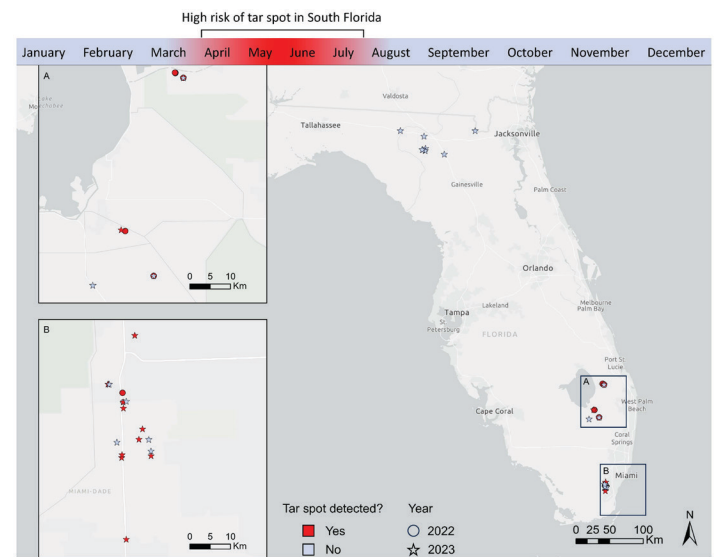 High risk of tar spot in South Florida
January February March April May June July August September October November December
A
Valdosta
Tallahassee
Jacksonville
Gainesville
Palm Coast
0 5 10
Km
Orlando
Tampa
Lakeland
Melbourne
Palm Bay
St.
Petersburg
FLORIDA
B
Port St
Lucie
A
West Palm
Beach
Cape Coral
Coral
Springs
B
Miami
MIAMI-DADE
Tar spot detected? Year
Yes 2022
No 2023
0 5 10
Km
0 25 50 100
Km
N